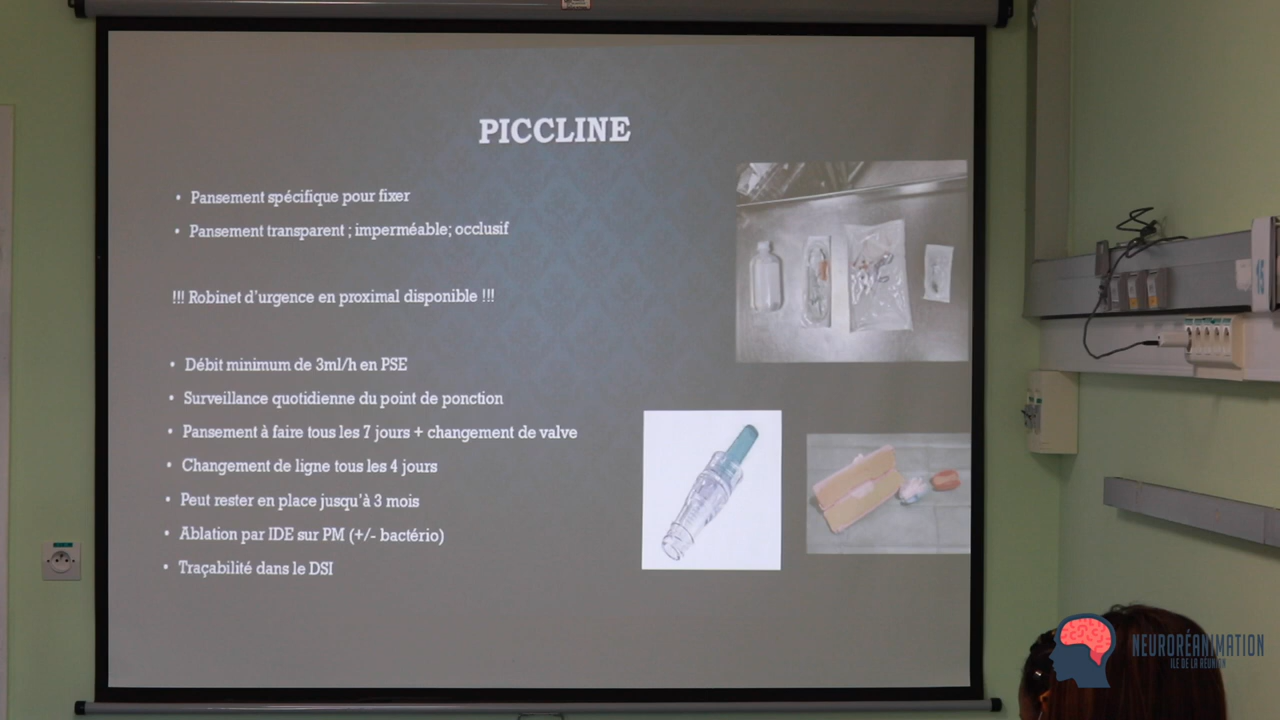 PICCLINE
• Pansement spécifique pour fixer
• Pansement transparent ; imperméable; occlusif
!!! Robinet d'urgence en proximal disponible !!!
• Débit minimum de 3ml/h en PSE
• Surveillance quotidienne du point de ponction
• Pansement à faire tous les 7 jours + changement de valve
• Changement de ligne tous les 4 jours
• Peut rester en place jusqu'à 3 mois
• Ablation par IDE sur PM (+/- bactério)
• Traçabilité dans le DSI
NEURORÉANIMATION
ILE DE LA RÉUNION